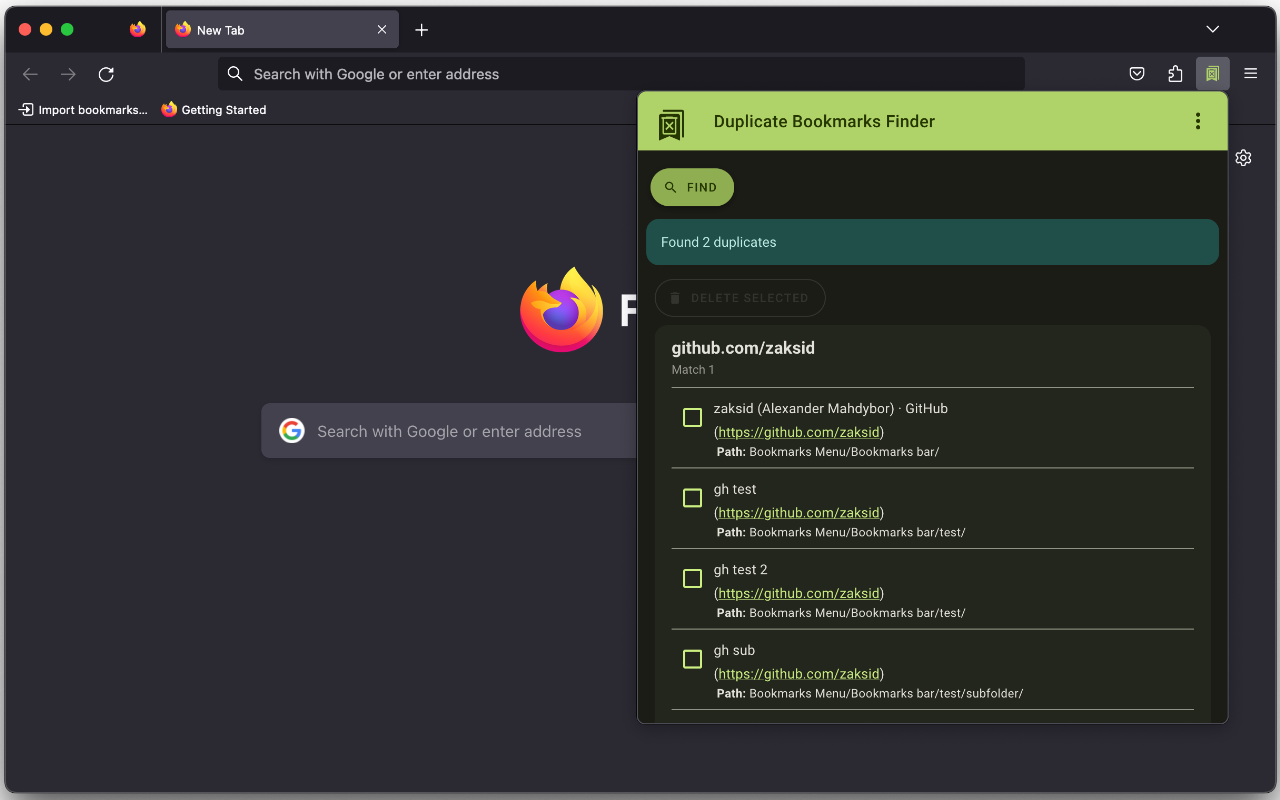 New Tab
Search with Google or enter address
Import bookmarks...
Getting Started
Duplicate Bookmarks Finder
FIND
Found 2 duplicates
DELETE SELECTED
F
Search with Google or enter address
github.com/zaksid
Match 1
zaksid (Alexander Mahdybor) · GitHub
(https://github.com/zaksid)
Path: Bookmarks Menu/Bookmarks bar/
gh test
(https://github.com/zaksid)
Path: Bookmarks Menu/Bookmarks bar/test/
gh test 2
(https://github.com/zaksid)
Path: Bookmarks Menu/Bookmarks bar/test/
gh sub
(https://github.com/zaksid)
Path: Bookmarks Menu/Bookmarks bar/test/subfolder/